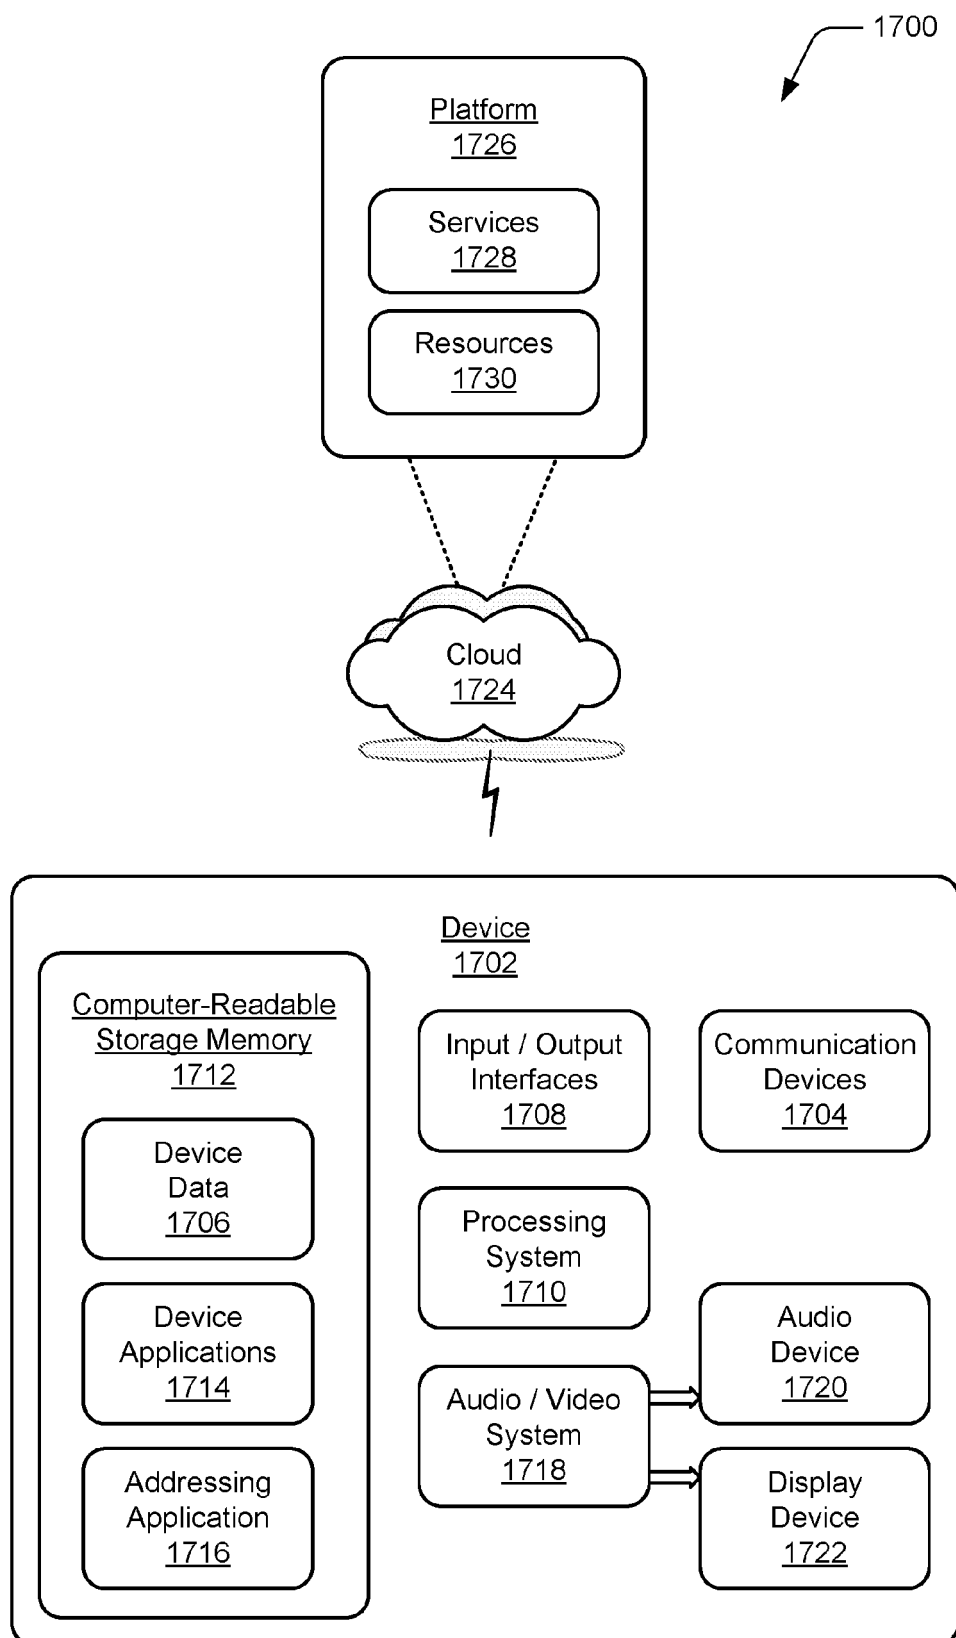 1700
Platform
1726
Services
1728
Resources
1730
Cloud
1724
Device
1702
Computer-Readable
Storage Memory
1712
Device
Data
1706
Device
Applications
1714
Addressing
Application
1716
Input / Output
Interfaces
1708
Communication
Devices
1704
Processing
System
1710
Audio / Video
System
1718
Audio
Device
1720
Display
Device
1722